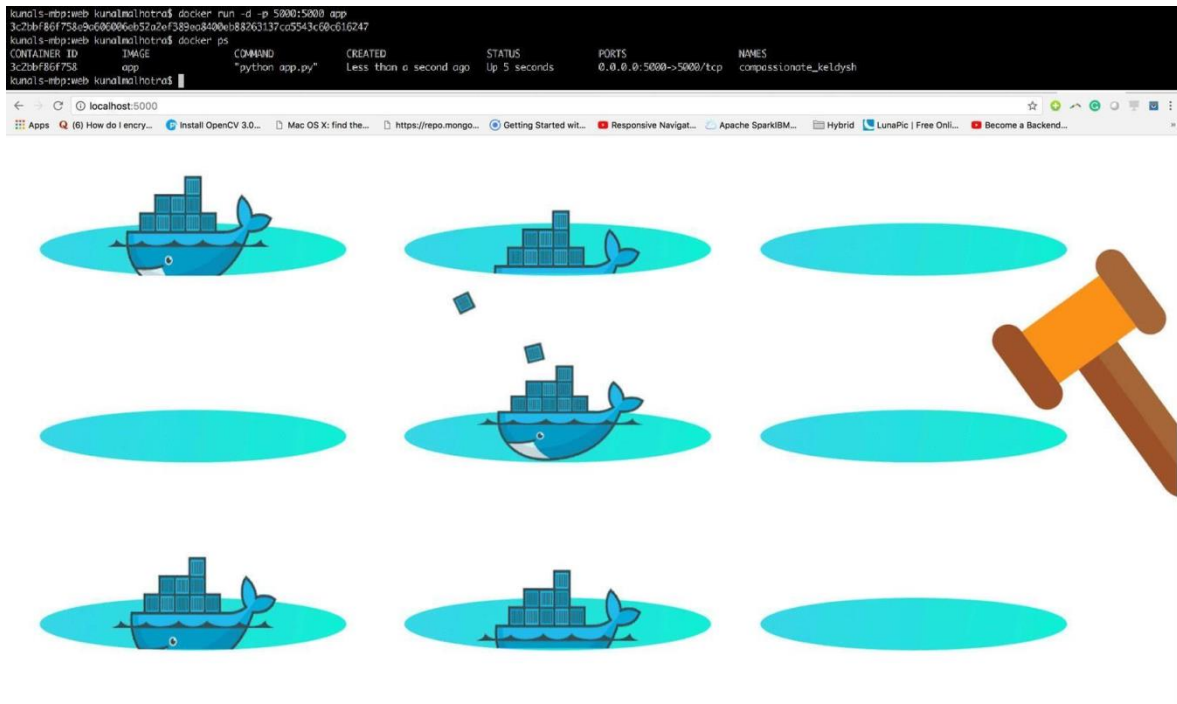 kunals-mbp:web kunalmalhotra$ docker run -d -p 5000:5000 app
kunals-mbp:web kunalmalhotra$ docker ps
CONTAINER ID IMAGE COMMAND CREATED STATUS PORTS NAMES
3c2bbf86f758 app "python app.py" Less than a second ago Up 5 seconds 0.0.0.0:5000->5000/tcp compassionate_keldysh
kunals-mbp:web kunalmalhotra$
localhost:5000
Apps (6) How do I encry... Install OpenCV 3.0... Mac OS X: find the... https://repo.mongo... Getting Started wit... Responsive Navigat... Apache SparkIBM... Hybrid LunaPic | Free Onli... Become a Backend... »